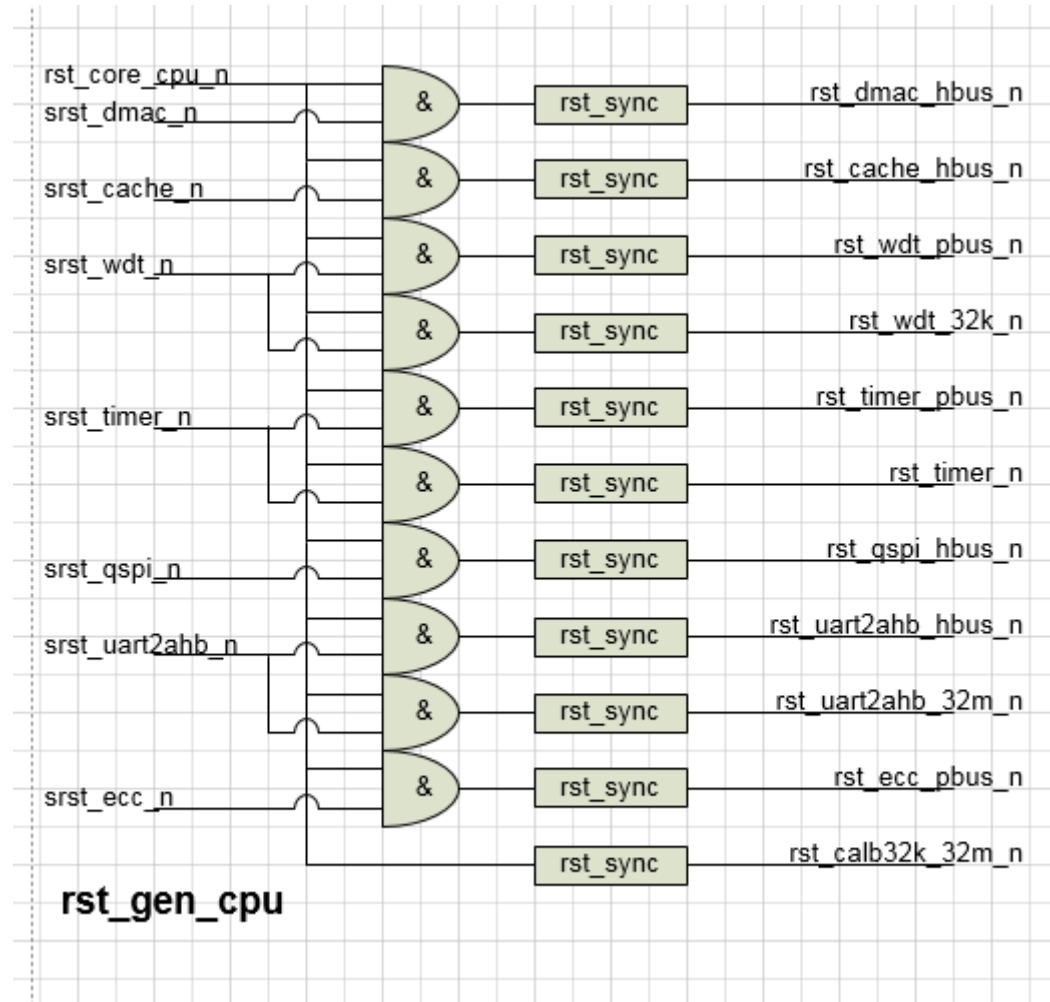 rst_core_cpu_n
srst_dmac_n
& rst_sync rst_dmac_hbus_n
srst_cache_n
& rst_sync rst_cache_hbus_n
srst_wdt_n
& rst_sync rst_wdt_pbus_n
& rst_sync rst_wdt_32k_n
srst_timer_n
& rst_sync rst_timer_pbus_n
& rst_sync rst_timer_n
srst_qspi_n
& rst_sync rst_qspi_hbus_n
srst_uart2ahb_n
& rst_sync rst_uart2ahb_hbus_n
& rst_sync rst_uart2ahb_32m_n
srst_ecc_n
& rst_sync rst_ecc_pbus_n
rst_sync rst_calb32k_32m_n
rst_gen_cpu